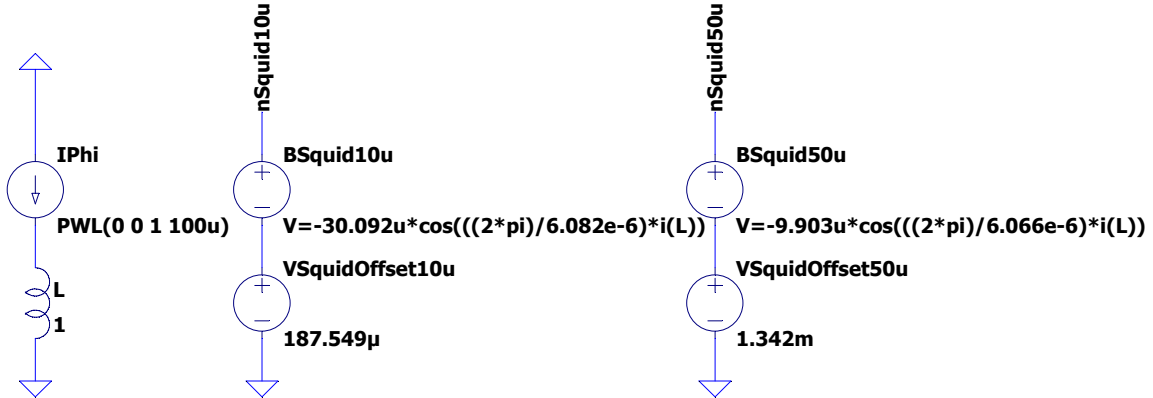 nSquid10u
nSquid50u
IPhi
BSquid10u
BSquid50u
PWL(0 0 1 100u)
V=-30.092u*cos(((2*pi)/6.082e-6)*i(L))
V=-9.903u*cos(((2*pi)/6.066e-6)*i(L))
VSquidOffset10u
VSquidOffset50u
L
1
187.549µ
1.342m